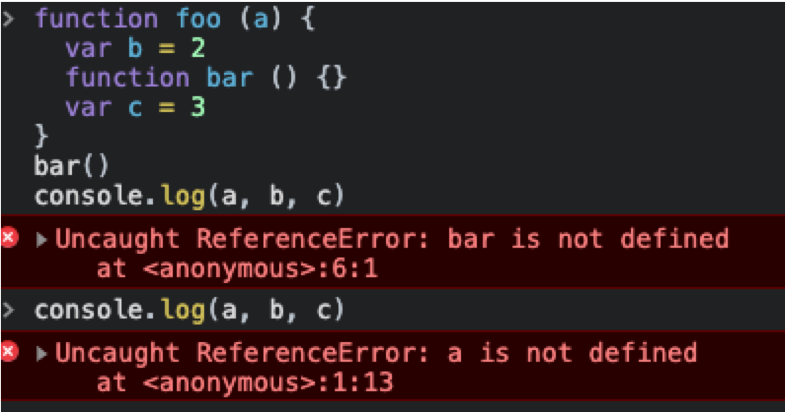 > function foo (a) {
var b = 2
function bar () {}
var c = 3
}
bar()
console.log(a, b, c)
Uncaught ReferenceError: bar is not defined
at <anonymous>:6:1
> console.log(a, b, c)
Uncaught ReferenceError: a is not defined
at <anonymous>:1:13